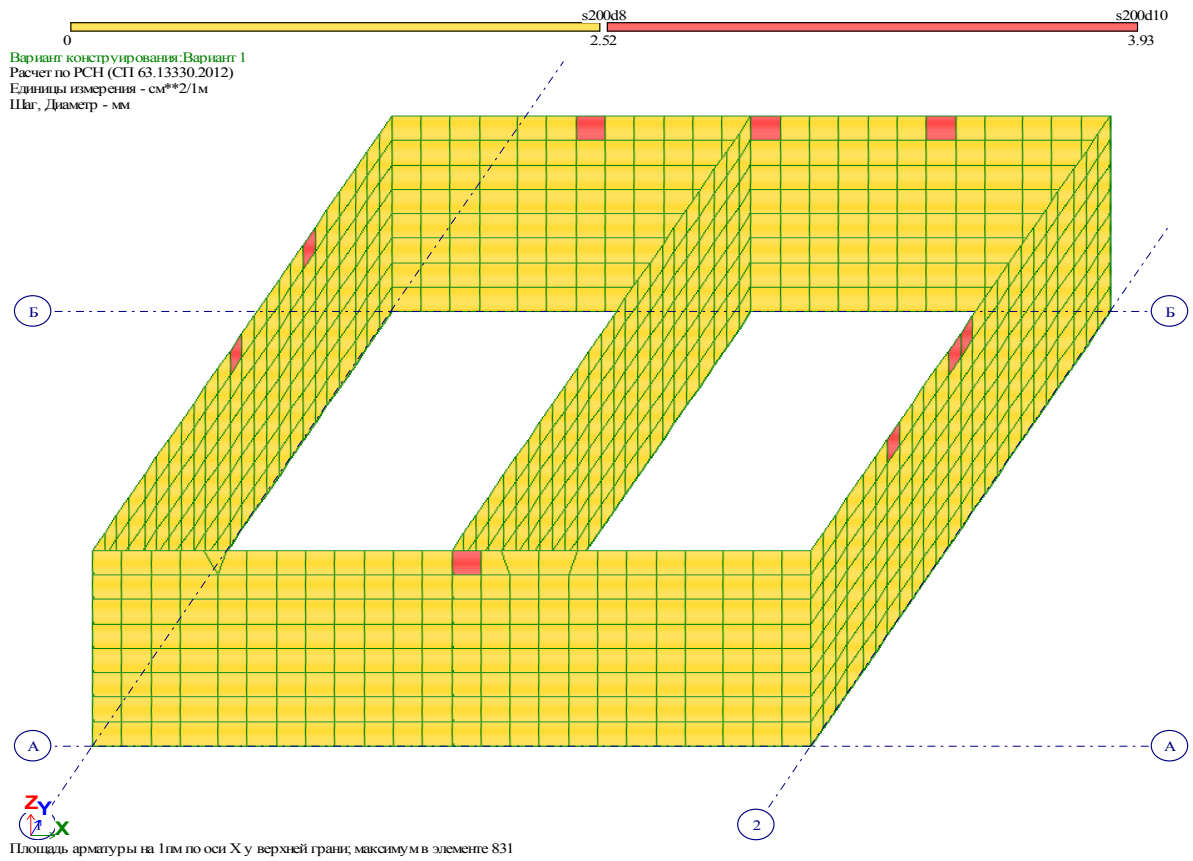 s200d8 s200d10
0 2.52 3.93
Вариант конструирования:Вариант 1
Расчет по РСН (СП 63.13330.2012)
Единицы измерения - см**2/1м
Шаг, Диаметр - мм
Б Б
А А
Z Y X
1 2
Площадь арматуры на 1пм по оси X у верхней грани; максимум в элементе 831